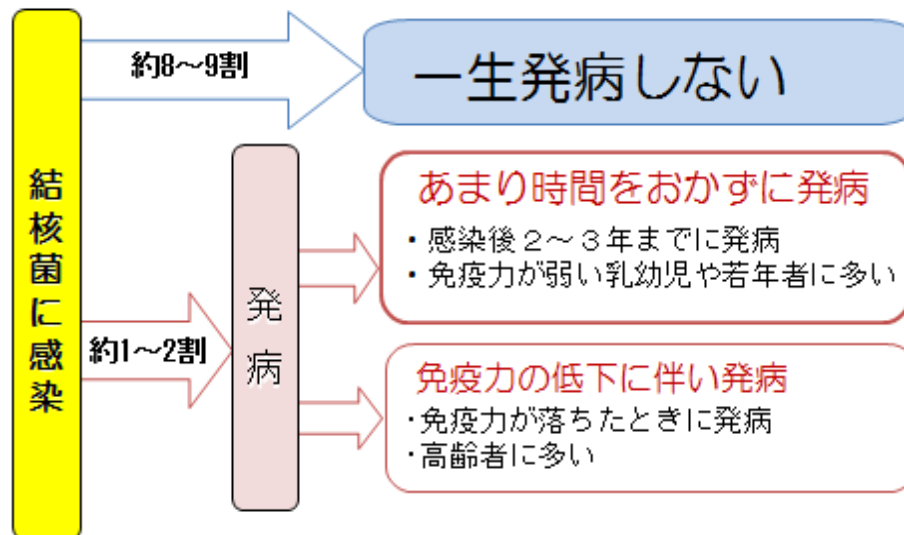 結核菌に感染
約8～9割
一生発病しない
約1～2割
発病
あまり時間をおかずに発病
・感染後２～３年までに発病
・免疫力が弱い乳幼児や若年者に多い
免疫力の低下に伴い発病
・免疫力が落ちたときに発病
・高齢者に多い